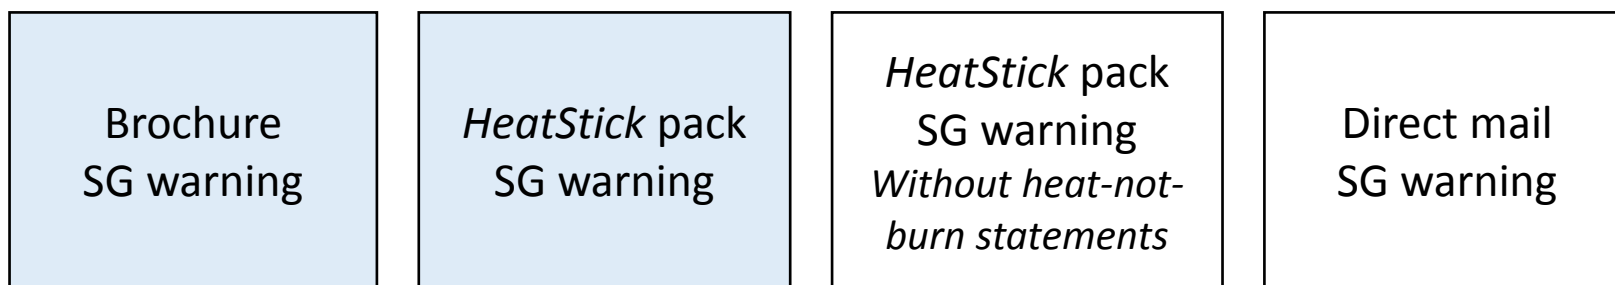 Brochure
SG warning
HeatStick pack
SG warning
HeatStick pack
SG warning
Without heat-not-
burn statements
Direct mail
SG warning